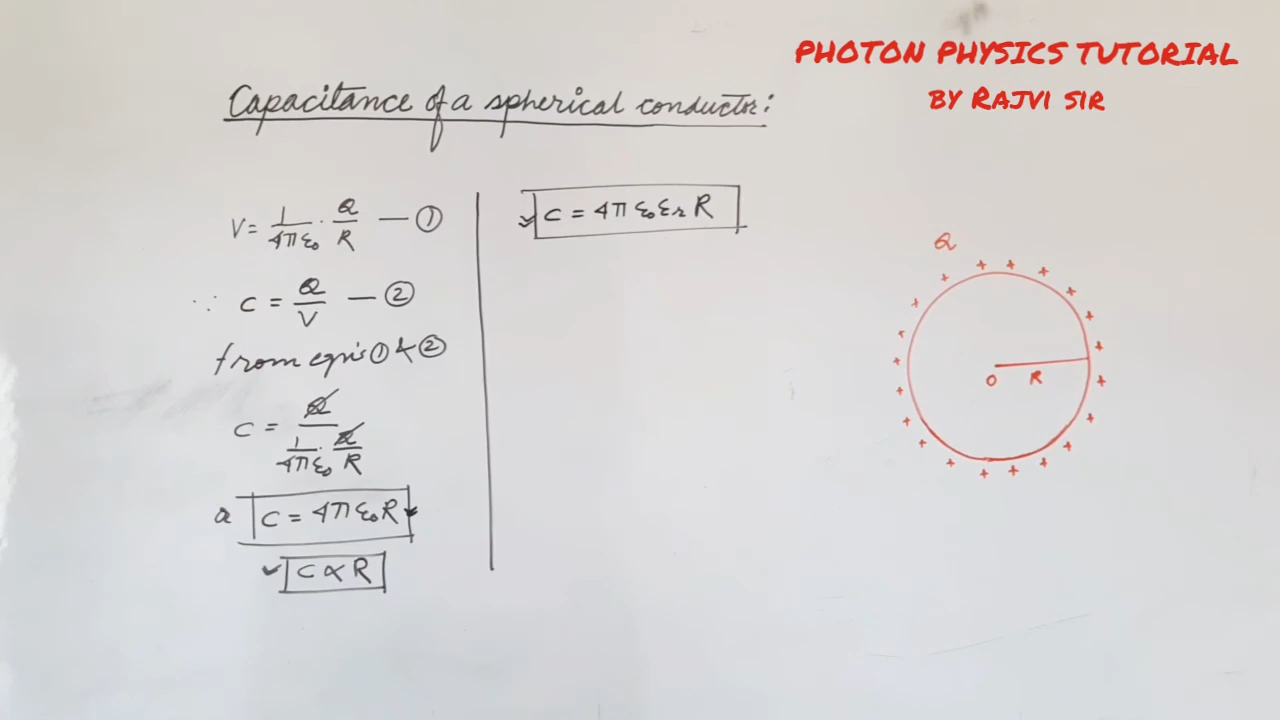 PHOTON PHYSICS TUTORIAL
BY RAJVI SIR
Capacitance of a spherical conductor:
V = 1/4πε₀ · Q/R — ①
∵ C = Q/V — ②
from eqn's ① & ②
C = Q / (1/4πε₀ · Q/R)
C = 4πε₀R
C ∝ R
C = 4πε₀εᵣR
Q
+ + + + + + + + + + + + + + + + + + + + + +
O R